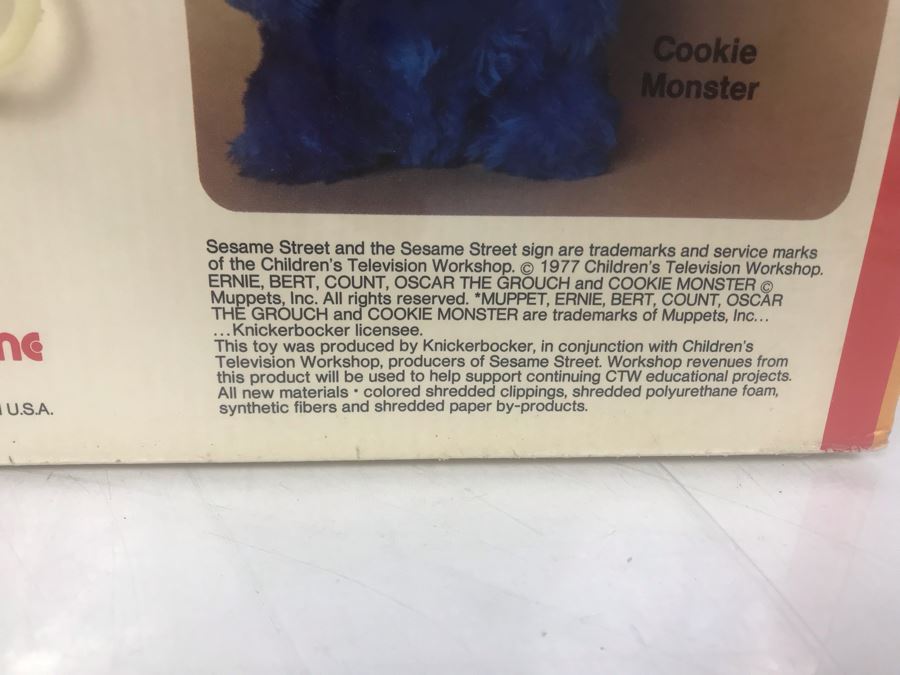 Cookie
Monster
Sesame Street and the Sesame Street sign are trademarks and service marks
of the Children's Television Workshop. © 1977 Children's Television Workshop.
ERNIE, BERT, COUNT, OSCAR THE GROUCH and COOKIE MONSTER ©
Muppets, Inc. All rights reserved. *MUPPET, ERNIE, BERT, COUNT, OSCAR
THE GROUCH and COOKIE MONSTER are trademarks of Muppets, Inc...
...Knickerbocker licensee.
This toy was produced by Knickerbocker, in conjunction with Children's
Television Workshop, producers of Sesame Street. Workshop revenues from
this product will be used to help support continuing CTW educational projects.
All new materials • colored shredded clippings, shredded polyurethane foam,
synthetic fibers and shredded paper by-products.
U.S.A.